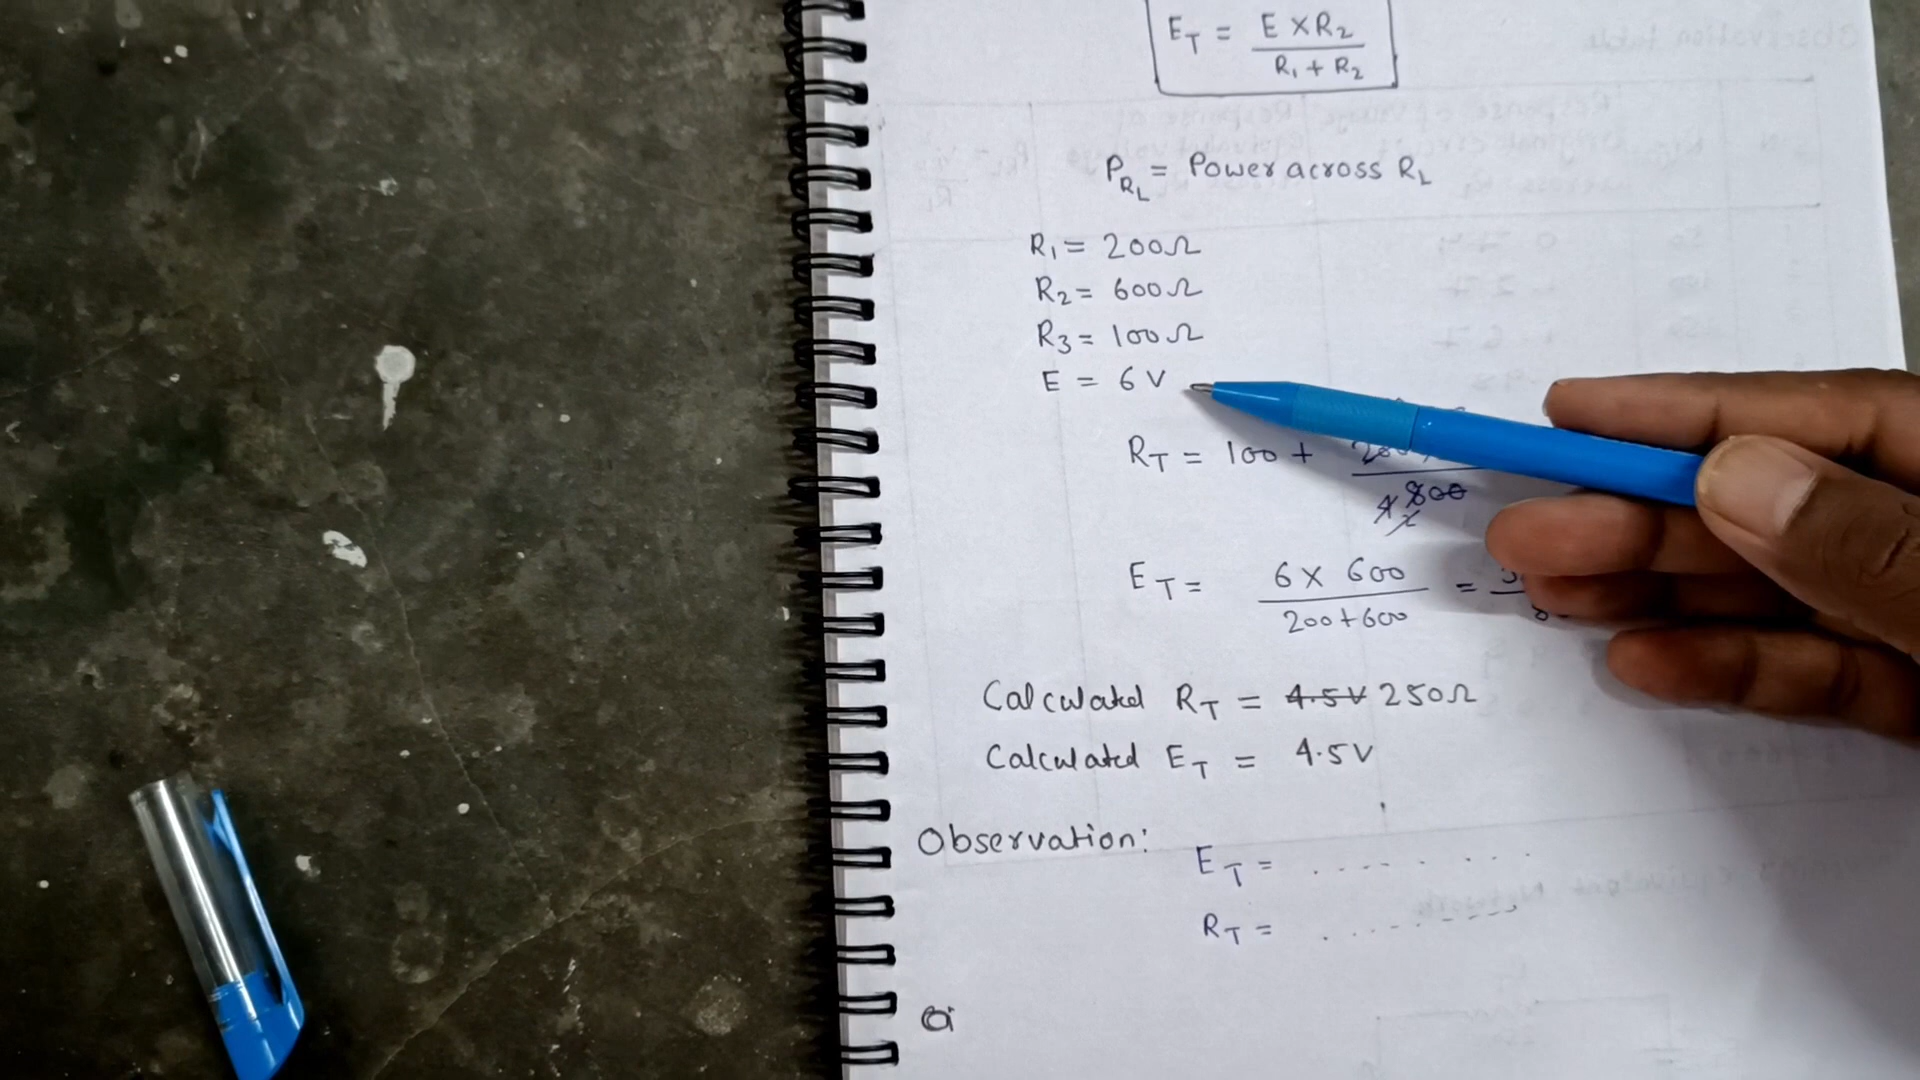 E_T = E × R₂ / R₁ + R₂
P_RL = Power across R_L
R₁ = 200Ω
R₂ = 600Ω
R₃ = 100Ω
E = 6 V
R_T = 100 +
800
E_T = 6 × 600 / 200+600 =
Calculated R_T = 4.5V 250Ω
Calculated E_T = 4.5V
Observation:
E_T = ........
R_T = ........